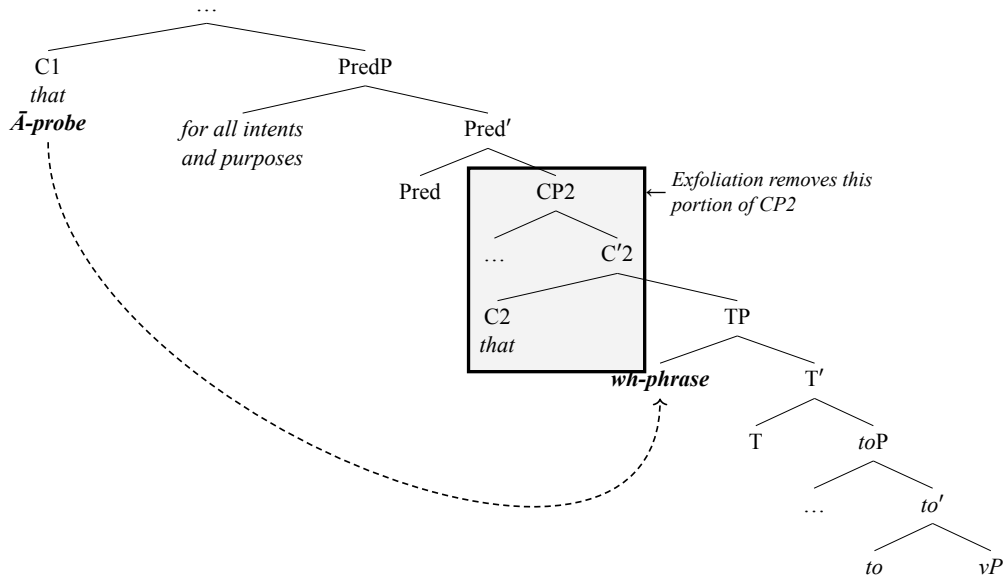 …
C1 PredP
that
Ā-probe
for all intents
and purposes
Pred′
Pred CP2
← Exfoliation removes this
portion of CP2
… C′2
C2 TP
that
wh-phrase T′
T toP
… to′
to vP